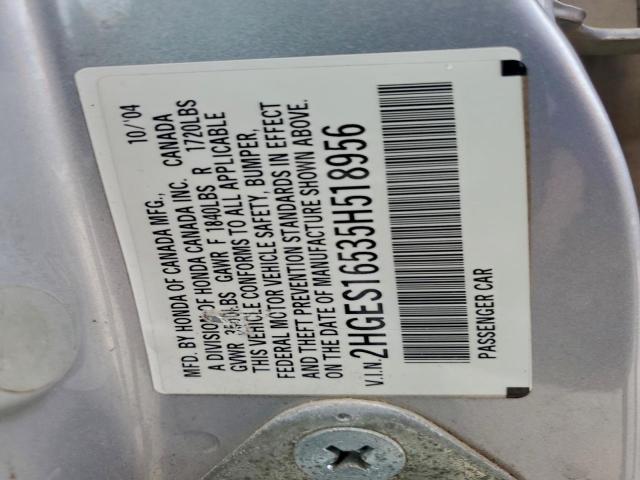 MFD. BY HONDA OF CANADA MFG., 10/'04
A DIVISION OF HONDA CANADA INC. CANADA
GVWR LBS GAWR F 1840LBS R 1720LBS
THIS VEHICLE CONFORMS TO ALL APPLICABLE
FEDERAL MOTOR VEHICLE SAFETY, BUMPER,
AND THEFT PREVENTION STANDARDS IN EFFECT
ON THE DATE OF MANUFACTURE SHOWN ABOVE.
V.I.N. 2HGES16535H518956
PASSENGER CAR